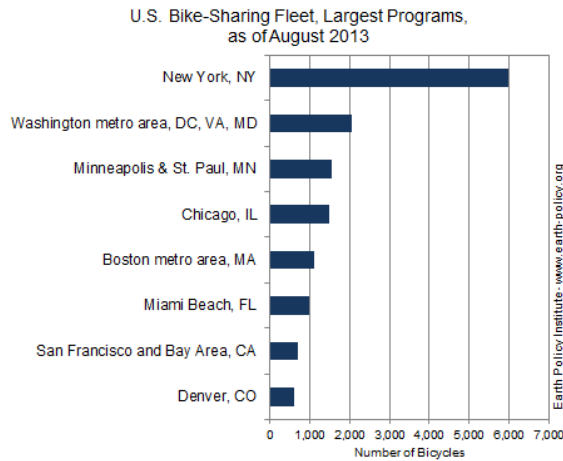 U.S. Bike-Sharing Fleet, Largest Programs,
as of August 2013
New York, NY
Washington metro area, DC, VA, MD
Minneapolis & St. Paul, MN
Chicago, IL
Boston metro area, MA
Miami Beach, FL
San Francisco and Bay Area, CA
Denver, CO
0 1,000 2,000 3,000 4,000 5,000 6,000 7,000
Number of Bicycles
Earth Policy Institute - www.earth-policy.org